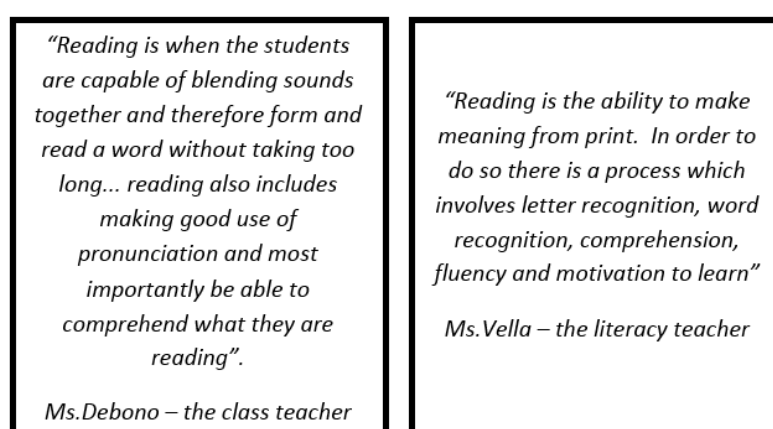 “Reading is when the students
are capable of blending sounds
together and therefore form and
read a word without taking too
long... reading also includes
making good use of
pronunciation and most
importantly be able to
comprehend what they are
reading”.
Ms.Debono – the class teacher
“Reading is the ability to make
meaning from print.  In order to
do so there is a process which
involves letter recognition, word
recognition, comprehension,
fluency and motivation to learn”
Ms.Vella – the literacy teacher